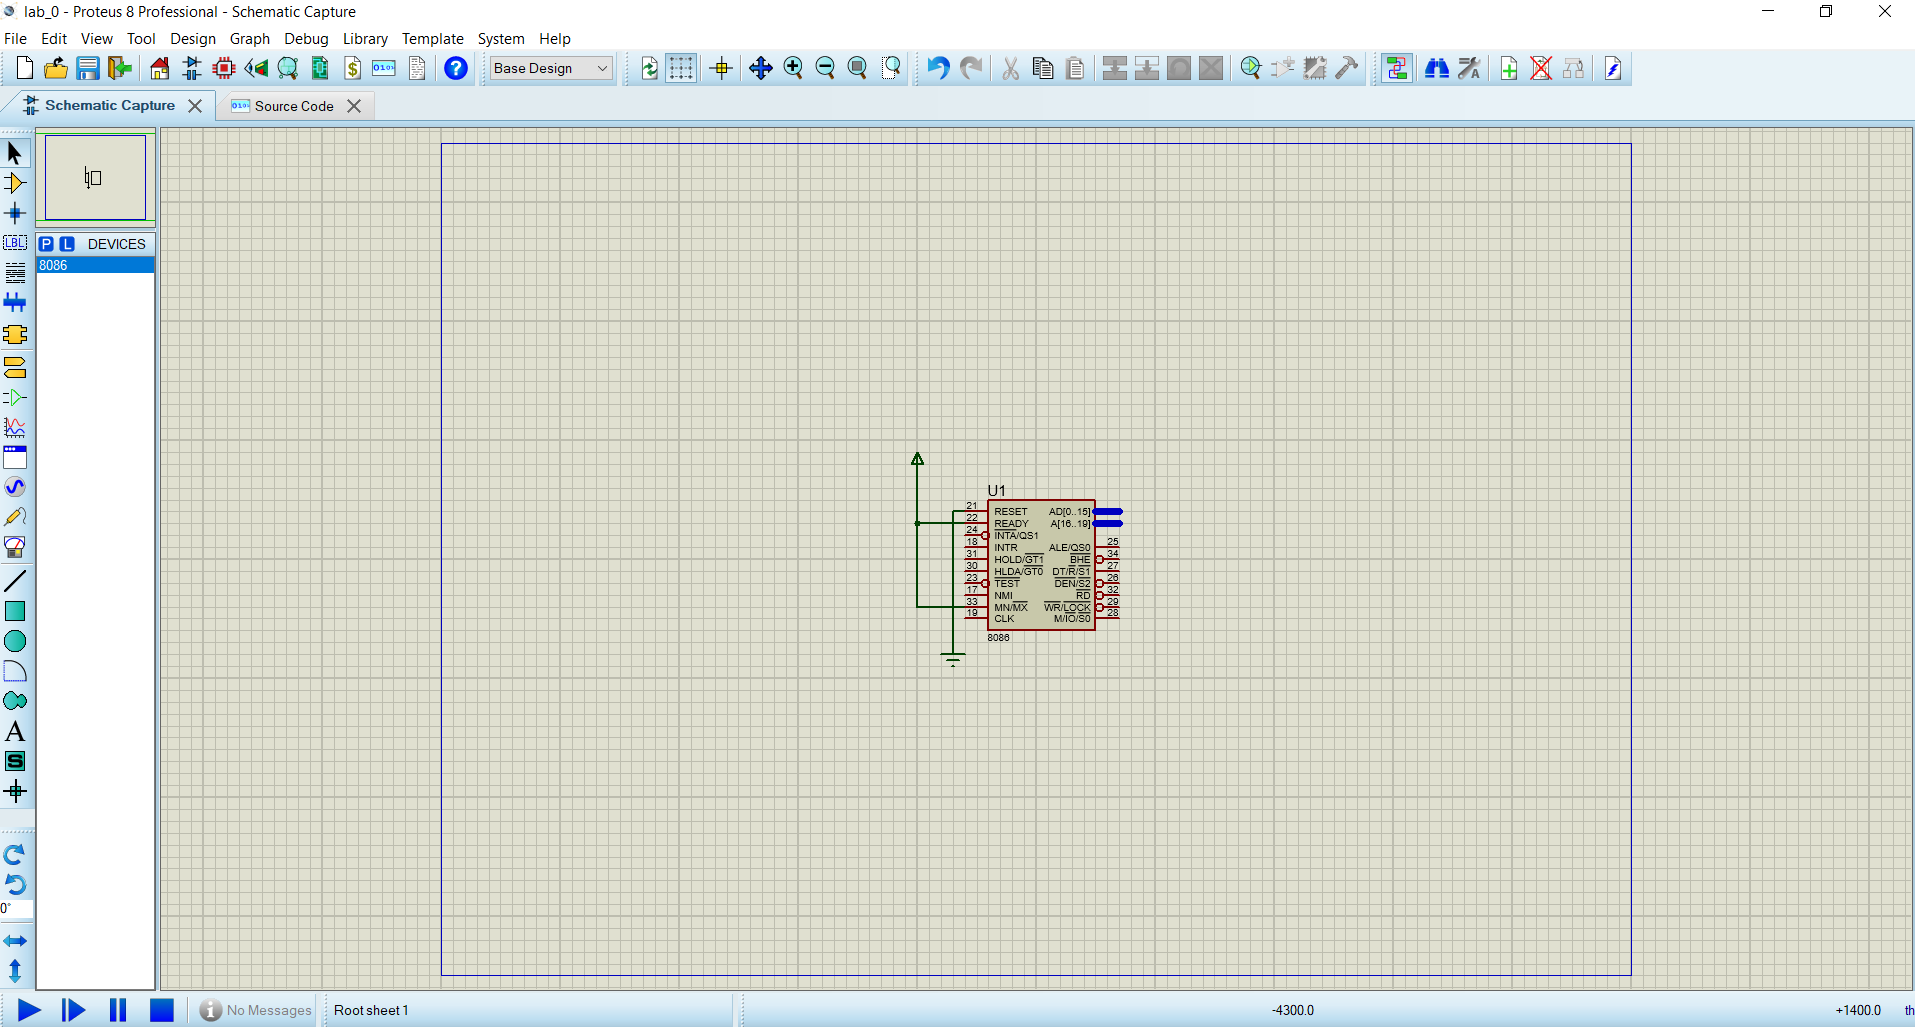 lab_0 - Proteus 8 Professional - Schematic Capture
File Edit View Tool Design Graph Debug Library Template System Help
Base Design
Schematic Capture
Source Code
LBL
P L DEVICES
8086
U1
21 RESET AD[0..15]
22 READY A[16..19]
24 INTA/QS1
18 INTR ALE/QS0 25
31 HOLD/GT1 BHE 34
30 HLDA/GT0 DT/R/S1 27
23 TEST DEN/S2 26
17 NMI RD 32
33 MN/MX WR/LOCK 29
19 CLK M/IO/S0 28
8086
A
S
0°
No Messages
Root sheet 1
-4300.0
+1400.0
th